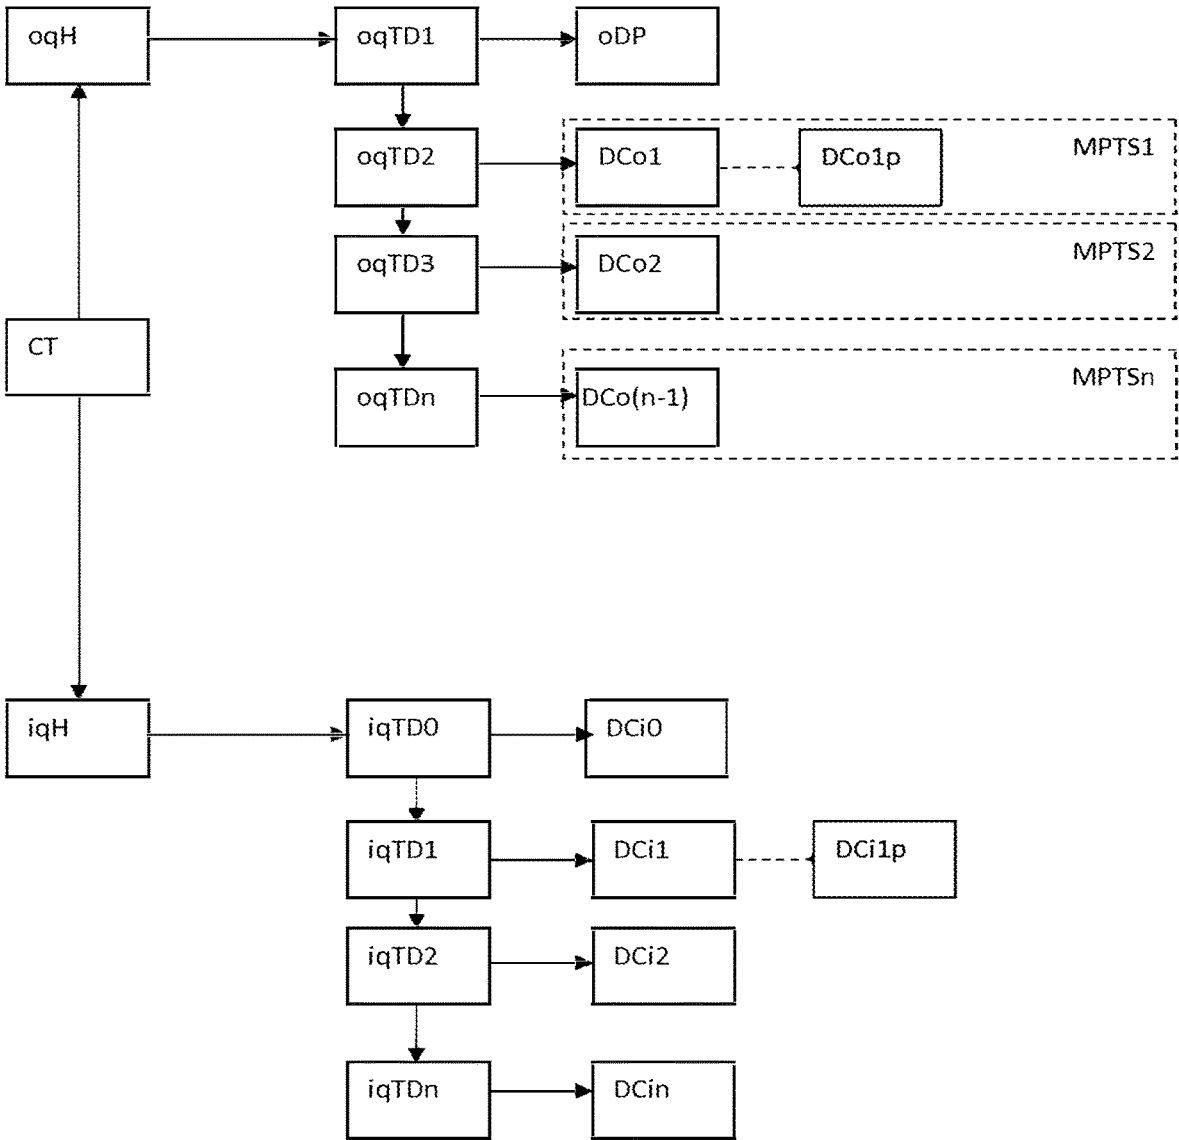 oqH
oqTD1
oDP
oqTD2
DCo1
DCo1p
MPTS1
oqTD3
DCo2
MPTS2
CT
oqTDn
DCo(n-1)
MPTSn
iqH
iqTD0
DCi0
iqTD1
DCi1
DCi1p
iqTD2
DCi2
iqTDn
DCin